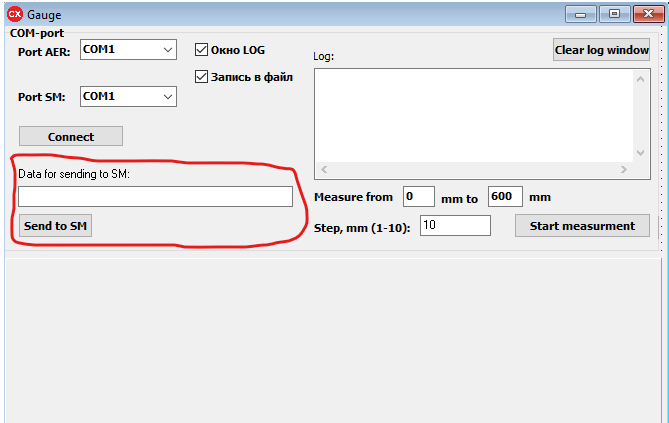 CX Gauge
COM-port
Port AER: COM1
Окно LOG
Запись в файл
Port SM: COM1
Connect
Log:
Clear log window
Data for sending to SM:
Send to SM
Measure from 0 mm to 600 mm
Step, mm (1-10): 10
Start measurment